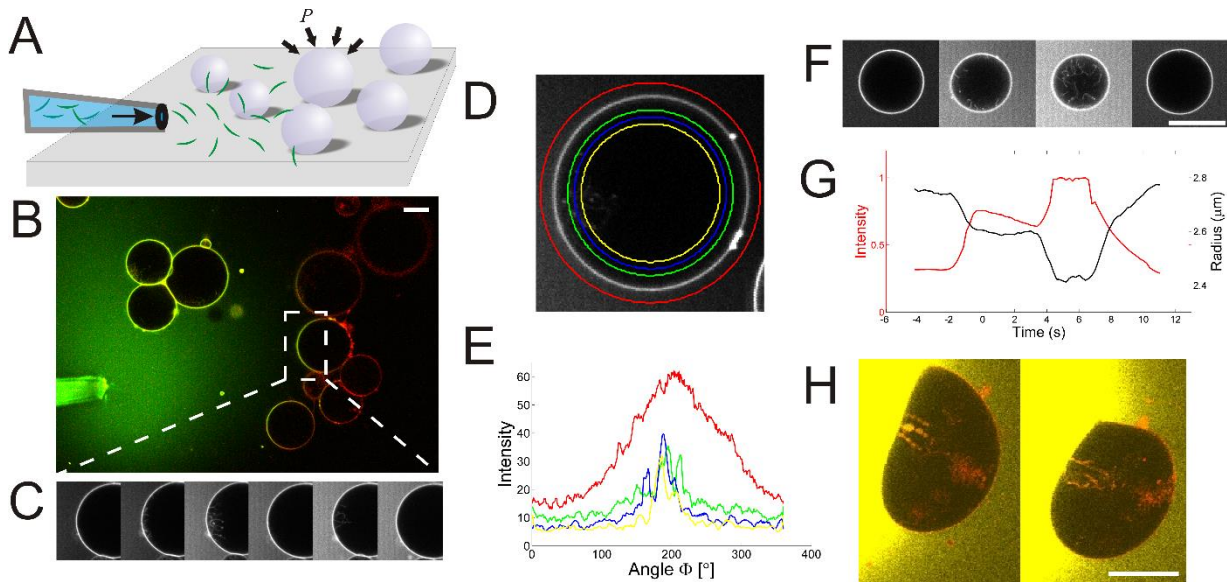 A
P
B
C
D
E
Intensity
60
50
40
30
20
10
0
0
100
200
300
400
Angle Φ [°]
F
G
Intensity
1
0.5
0
2.8
2.6
2.4
Radius (μm)
-6
-4
-2
0
2
4
6
8
10
12
Time (s)
H